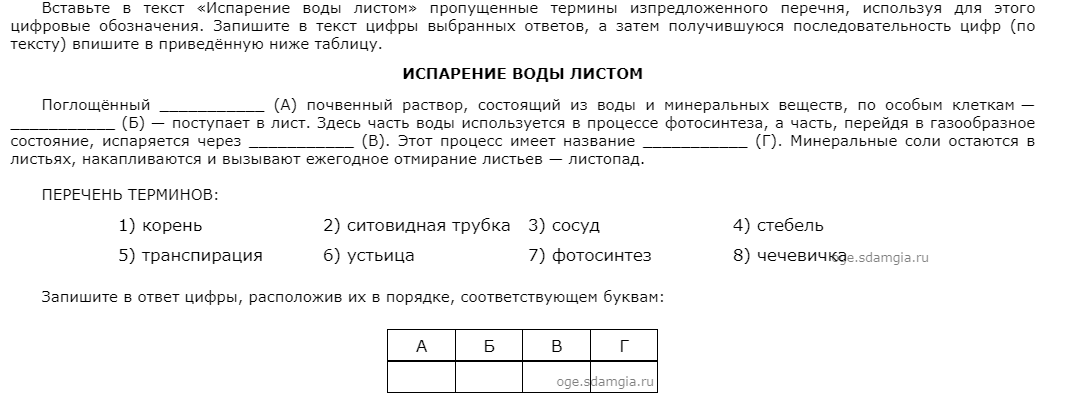 Вставьте в текст «Испарение воды листом» пропущенные термины изпредложенного перечня, используя для этого
цифровые обозначения. Запишите в текст цифры выбранных ответов, а затем получившуюся последовательность цифр (по
тексту) впишите в приведённую ниже таблицу.
ИСПАРЕНИЕ ВОДЫ ЛИСТОМ
Поглощённый ___________ (А) почвенный раствор, состоящий из воды и минеральных веществ, по особым клеткам —
___________ (Б) — поступает в лист. Здесь часть воды используется в процессе фотосинтеза, а часть, перейдя в газообразное
состояние, испаряется через ___________ (В). Этот процесс имеет название ___________ (Г). Минеральные соли остаются в
листьях, накапливаются и вызывают ежегодное отмирание листьев — листопад.
ПЕРЕЧЕНЬ ТЕРМИНОВ:
1) корень 2) ситовидная трубка 3) сосуд 4) стебель
5) транспирация 6) устьица 7) фотосинтез 8) чечевичка
oge.sdamgia.ru
Запишите в ответ цифры, расположив их в порядке, соответствующем буквам:
А Б В Г
oge.sdamgia.ru